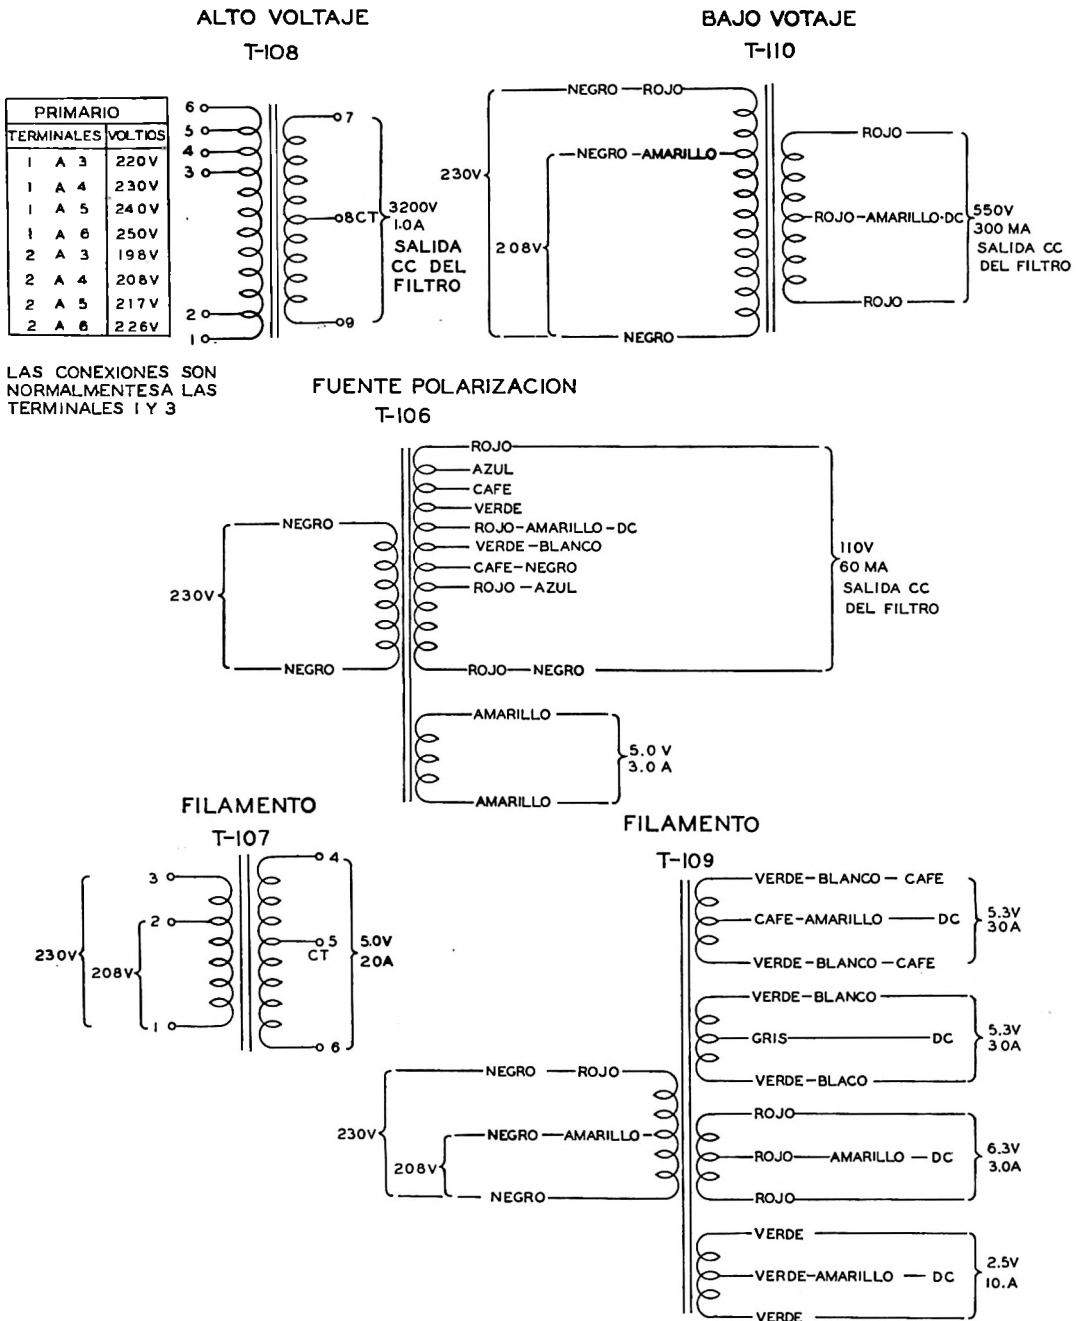 ALTO VOLTAJE
T-108
PRIMARIO
TERMINALES VOLTIOS
1 A 3 220V
1 A 4 230V
1 A 5 240V
1 A 6 250V
2 A 3 198V
2 A 4 208V
2 A 5 217V
2 A 6 226V
6
5
4
3
2
1
7
8CT
9
3200V
1.0A
SALIDA
CC DEL
FILTRO
LAS CONEXIONES SON
NORMALMENTESA LAS
TERMINALES 1 Y 3
BAJO VOTAJE
T-110
NEGRO-ROJO
NEGRO-AMARILLO
NEGRO
230V
208V
ROJO
ROJO-AMARILLO-DC
ROJO
550V
300 MA
SALIDA CC
DEL FILTRO
FUENTE POLARIZACION
T-106
NEGRO
230V
NEGRO
ROJO
AZUL
CAFE
VERDE
ROJO-AMARILLO-DC
VERDE-BLANCO
CAFE-NEGRO
ROJO-AZUL
ROJO-NEGRO
110V
60 MA
SALIDA CC
DEL FILTRO
AMARILLO
5.0 V
3.0 A
AMARILLO
FILAMENTO
T-107
3
2
1
230V
208V
4
5
CT
6
5.0V
20A
FILAMENTO
T-109
NEGRO-ROJO
NEGRO-AMARILLO
NEGRO
230V
208V
VERDE-BLANCO-CAFE
CAFE-AMARILLO-DC
VERDE-BLANCO-CAFE
5.3V
30A
VERDE-BLANCO
GRIS-DC
VERDE-BLACO
5.3V
30A
ROJO
ROJO-AMARILLO-DC
ROJO
6.3V
3.0A
VERDE
VERDE-AMARILLO-DC
VERDE
2.5V
10.A